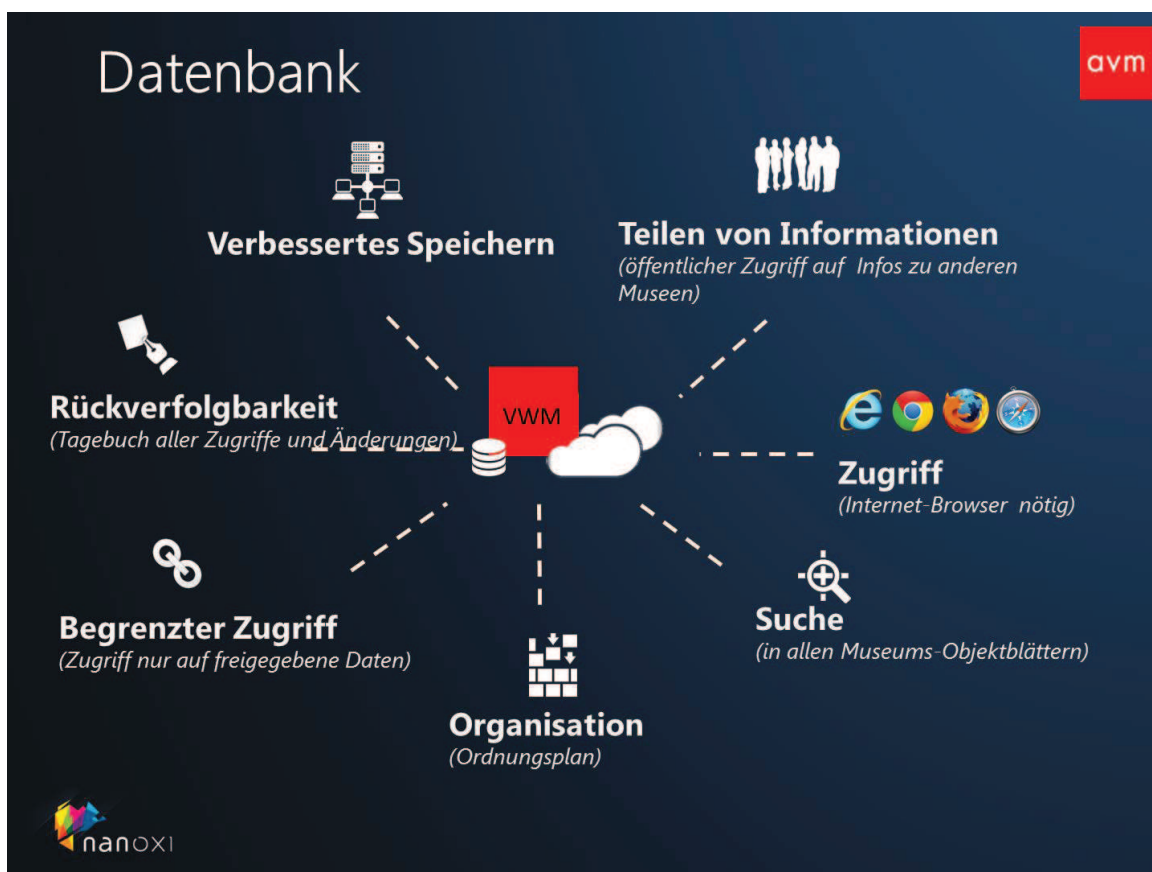 Datenbank
avm
Verbessertes Speichern
Teilen von Informationen
(öffentlicher Zugriff auf Infos zu anderen
Museen)
Rückverfolgbarkeit
(Tagebuch aller Zugriffe und Änderungen)
VWM
Zugriff
(Internet-Browser nötig)
Begrenzter Zugriff
(Zugriff nur auf freigegebene Daten)
Suche
(in allen Museums-Objektblättern)
Organisation
(Ordnungsplan)
nanoxi